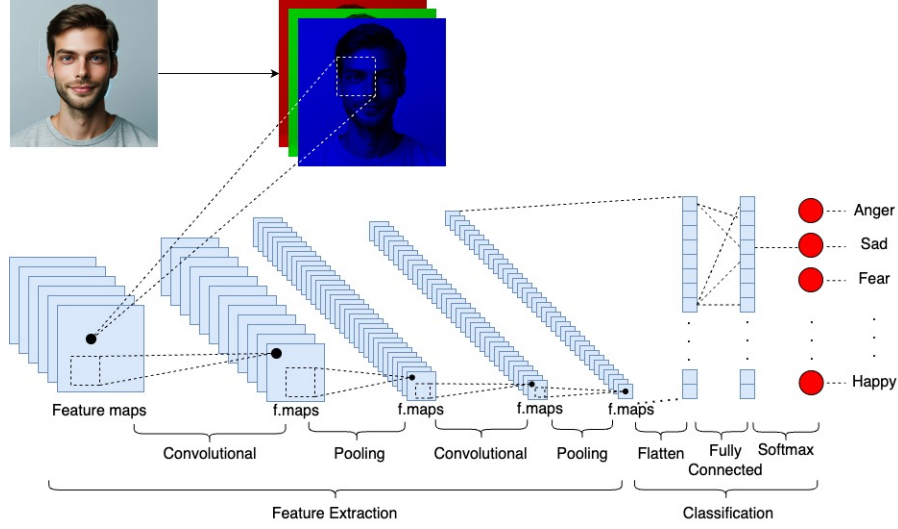 Anger
Sad
Fear
Happy
Feature maps
f.maps
f.maps
f.maps
f.maps
Convolutional
Pooling
Convolutional
Pooling
Flatten
Fully
Connected
Softmax
Feature Extraction
Classification